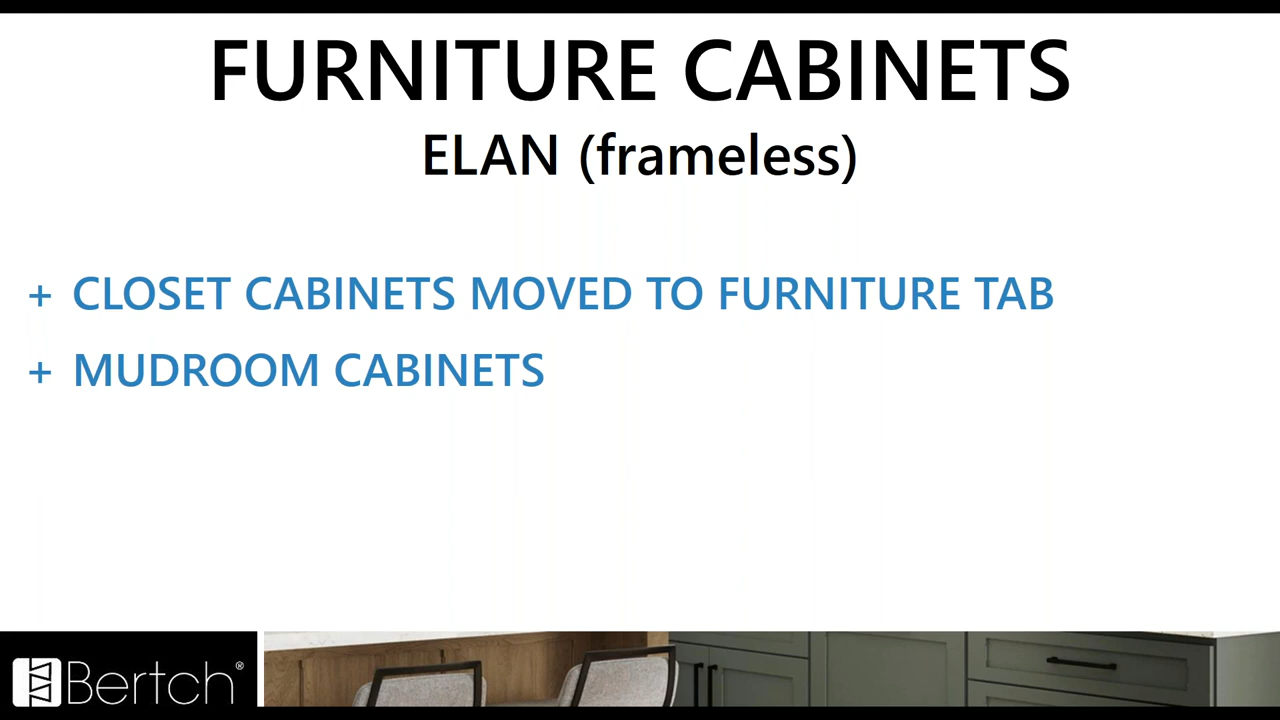 FURNITURE CABINETS
ELAN (frameless)
+ CLOSET CABINETS MOVED TO FURNITURE TAB
+ MUDROOM CABINETS
Bertch®